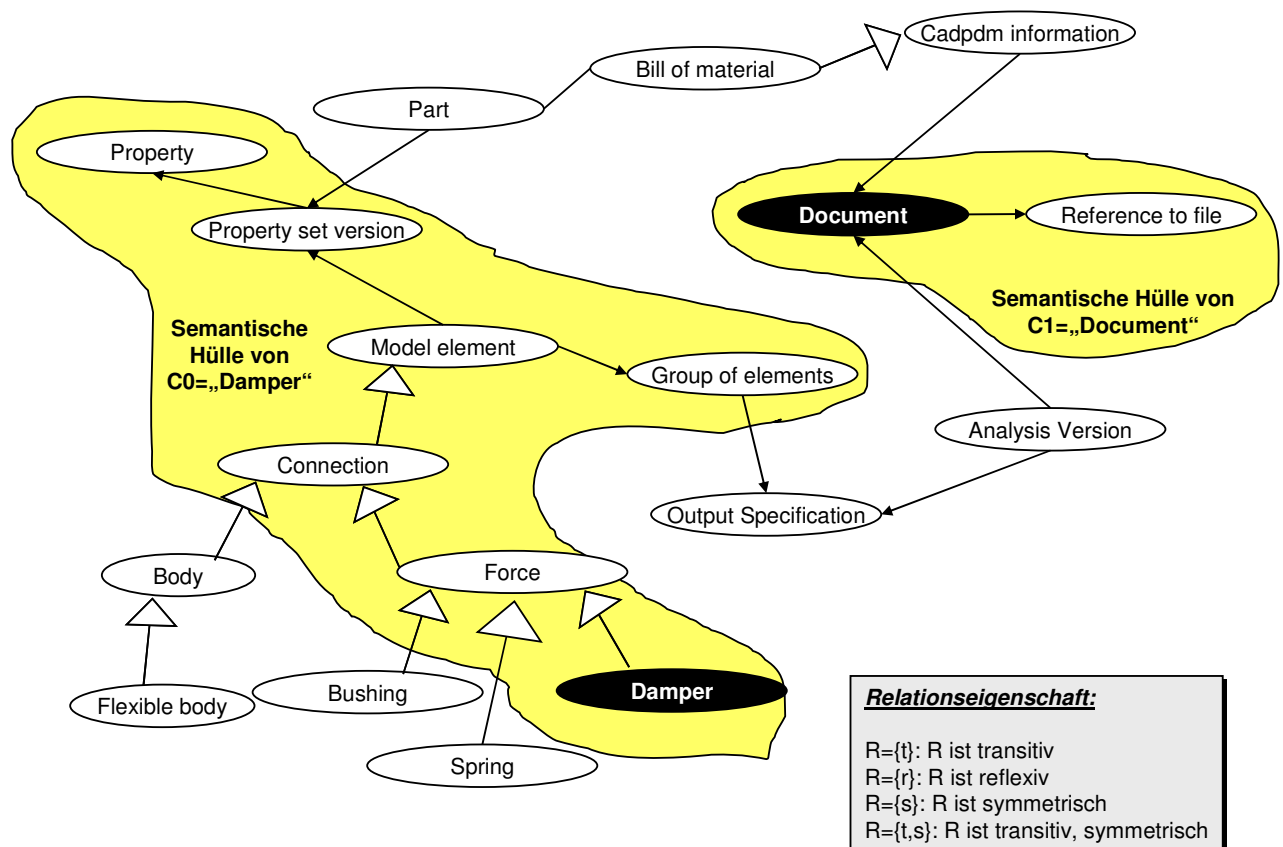 Cadpdm information
Bill of material
Part
Property
Property set version
Document
Reference to file
Semantische Hülle von
C1=„Document“
Semantische
Hülle von
C0=„Damper“
Model element
Group of elements
Analysis Version
Connection
Output Specification
Body
Force
Flexible body
Bushing
Damper
Spring
Relationseigenschaft:
R={t}: R ist transitiv
R={r}: R ist reflexiv
R={s}: R ist symmetrisch
R={t,s}: R ist transitiv, symmetrisch